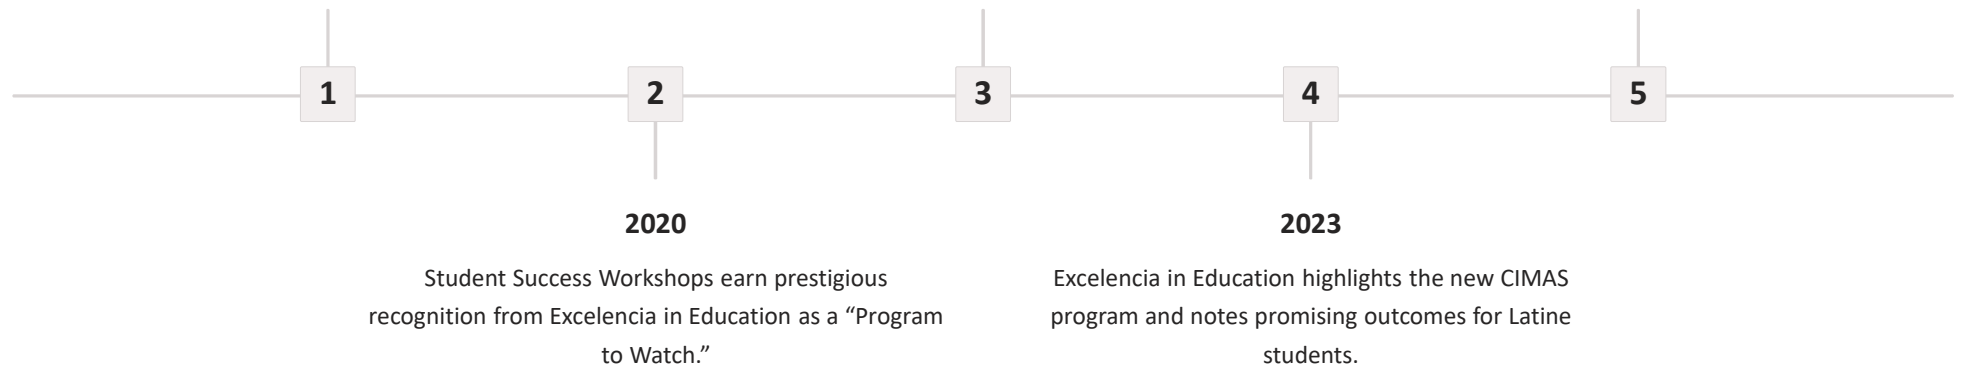 1
2
3
4
5
2020
Student Success Workshops earn prestigious
recognition from Excelencia in Education as a “Program
to Watch.”
2023
Excelencia in Education highlights the new CIMAS
program and notes promising outcomes for Latine
students.